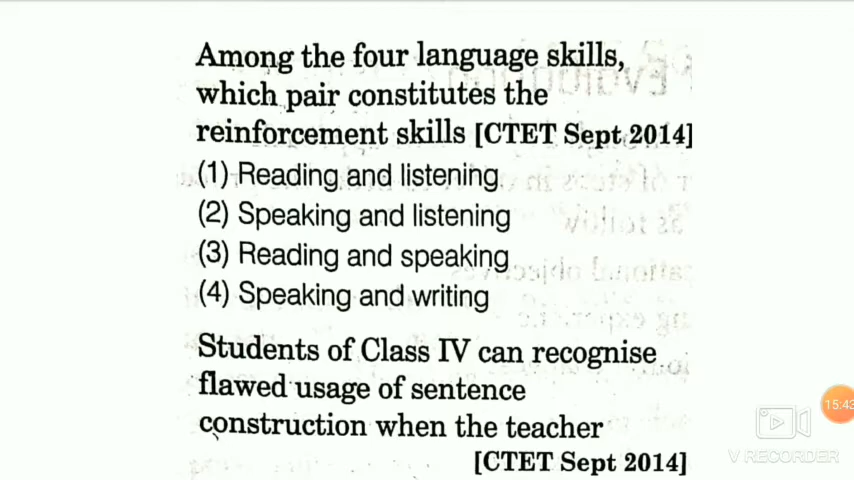 Among the four language skills,
which pair constitutes the
reinforcement skills [CTET Sept 2014]
(1) Reading and listening
(2) Speaking and listening
(3) Reading and speaking
(4) Speaking and writing
Students of Class IV can recognise
flawed usage of sentence
construction when the teacher
[CTET Sept 2014]
15:43
V RECORDER